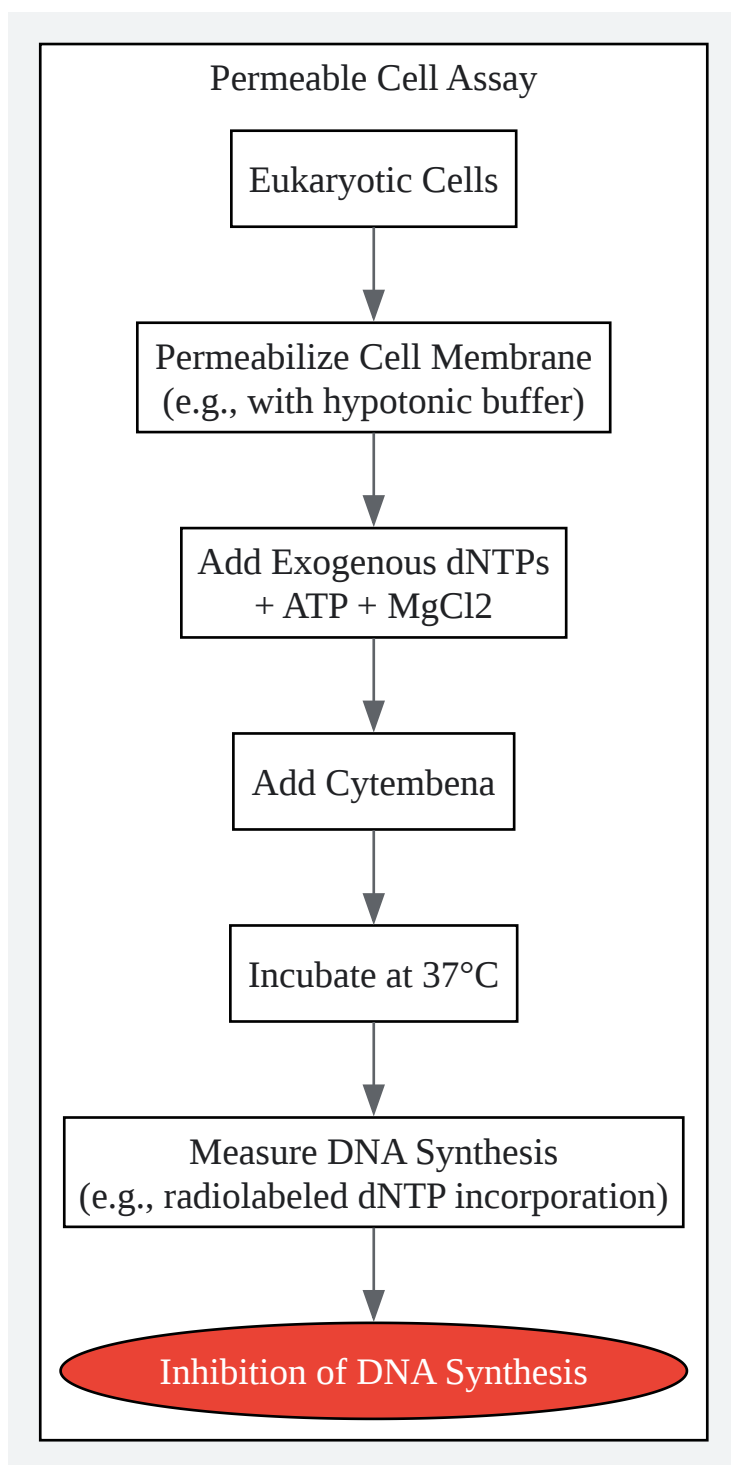 Permeable Cell Assay
Eukaryotic Cells
Permeabilize Cell Membrane
(e.g., with hypotonic buffer)
Add Exogenous dNTPs
+ ATP + MgCl2
Add Cytembena
Incubate at 37°C
Measure DNA Synthesis
(e.g., radiolabeled dNTP incorporation)
Inhibition of DNA Synthesis